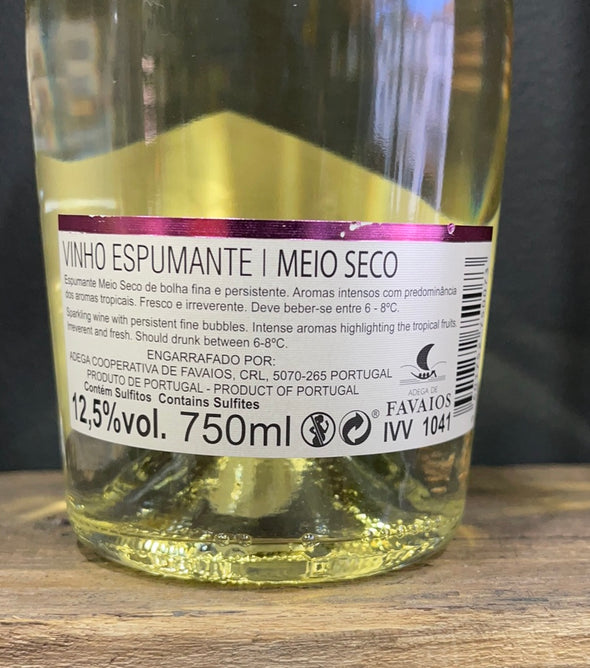 VINHO ESPUMANTE | MEIO SECO
Espumante Meio Seco de bolha fina e persistente. Aromas intensos com predominância
dos aromas tropicais. Fresco e irreverente. Deve beber-se entre 6 - 8ºC.
Sparkling wine with persistent fine bubbles. Intense aromas highlighting the tropical fruits.
Irreverent and fresh. Should drunk between 6-8ºC.
ENGARRAFADO POR:
ADEGA COOPERATIVA DE FAVAIOS, CRL, 5070-265 PORTUGAL
PRODUTO DE PORTUGAL - PRODUCT OF PORTUGAL
Contém Sulfitos Contains Sulfites
ADEGA DE
FAVAIOS
12,5%vol. 750ml ® IVV 1041